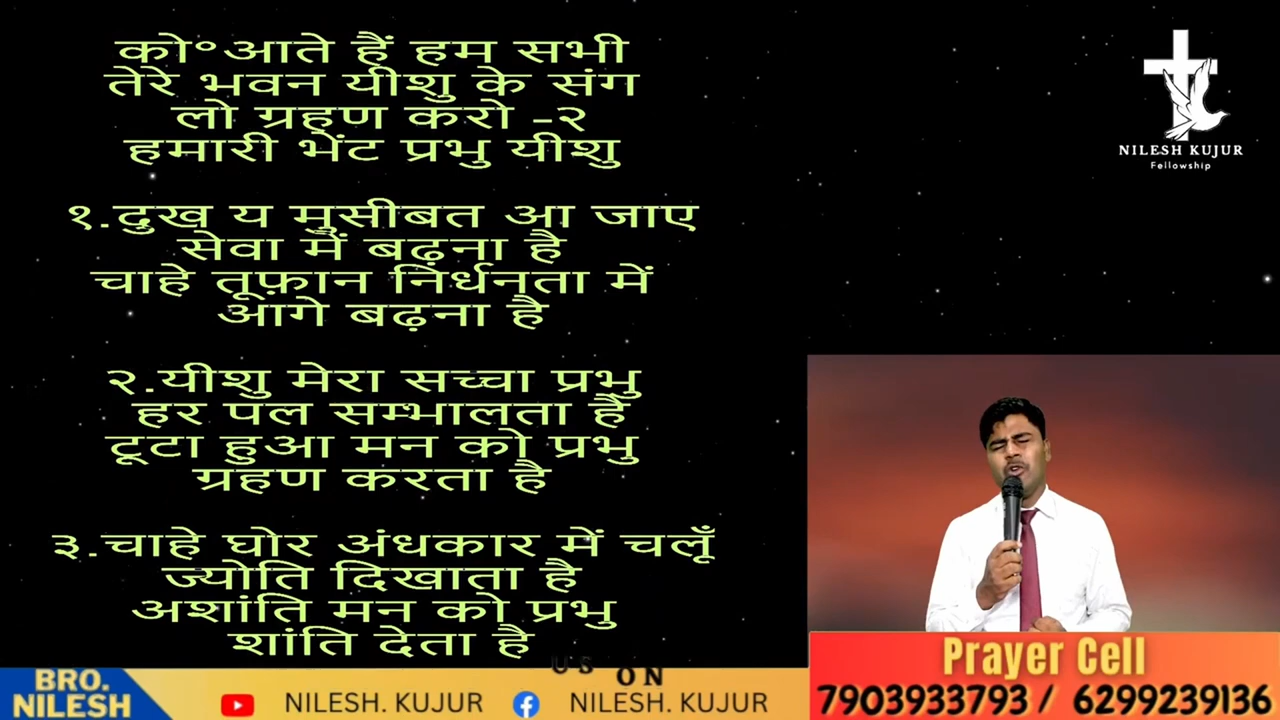 को°आते हैं हम सभी
तेरे भवन यीशु के संग
लो ग्रहण करो -२
हमारी भेंट प्रभु यीशु
१.दुख य मुसीबत आ जाए
सेवा में बढ़ना है
चाहे तूफ़ान निर्धनता में
आगे बढ़ना है
२.यीशु मेरा सच्चा प्रभु
हर पल सम्भालता है
टूटा हुआ मन को प्रभु
ग्रहण करता है
३.चाहे घोर अंधकार में चलूँ
ज्योति दिखाता है
अशांति मन को प्रभु
शांति देता है
NILESH KUJUR
Fellowship
Prayer Cell
7903933793 / 6299239136
BRO.
NILESH
NILESH. KUJUR
US ON
NILESH. KUJUR